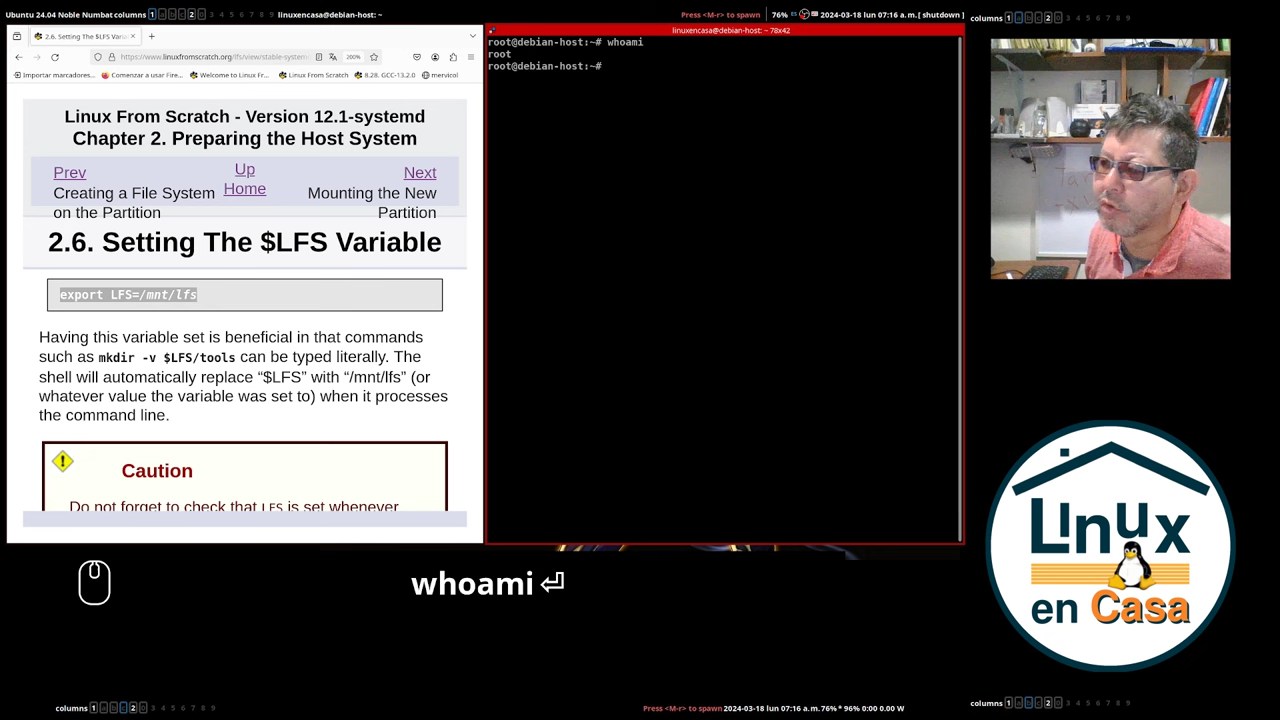 Ubuntu 24.04 Noble Numbat columns 1 a b c 2 0 3 4 5 6 7 8 9 linuxencasa@debian-host: ~
Press <M-r> to spawn 76% 2024-03-18 lun 07:16 a.m. [ shutdown ]
columns 1 a b c 2 0 3 4 5 6 7 8 9
2.6. Setting The $LFS Varia
https://www.linuxfromscratch.org/lfs/view/stable-system 200%
Importar marcadores... Comenzar a usar Fire... Welcome to Linux Fr... Linux From Scratch 8.28. GCC-13.2.0 mervicol
Linux From Scratch - Version 12.1-systemd
Chapter 2. Preparing the Host System
Prev Up Next
Home
Creating a File System on the Partition
Mounting the New Partition
2.6. Setting The $LFS Variable
export LFS=/mnt/lfs
Having this variable set is beneficial in that commands
such as mkdir -v $LFS/tools can be typed literally. The
shell will automatically replace “$LFS” with “/mnt/lfs” (or
whatever value the variable was set to) when it processes
the command line.
Caution
Do not forget to check that LFS is set whenever
linuxencasa@debian-host: ~ 78x42
root@debian-host:~# whoami
root
root@debian-host:~#
LInux
en Casa
whoami ⏎
columns 1 a b c 2 0 3 4 5 6 7 8 9
Press <M-r> to spawn 2024-03-18 lun 07:16 a.m. 76% * 96% 0:00 0.00 W
columns 1 a b c 2 0 3 4 5 6 7 8 9